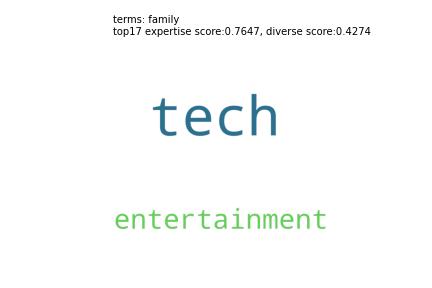 terms: family
top17 expertise score:0.7647, diverse score:0.4274
tech
entertainment